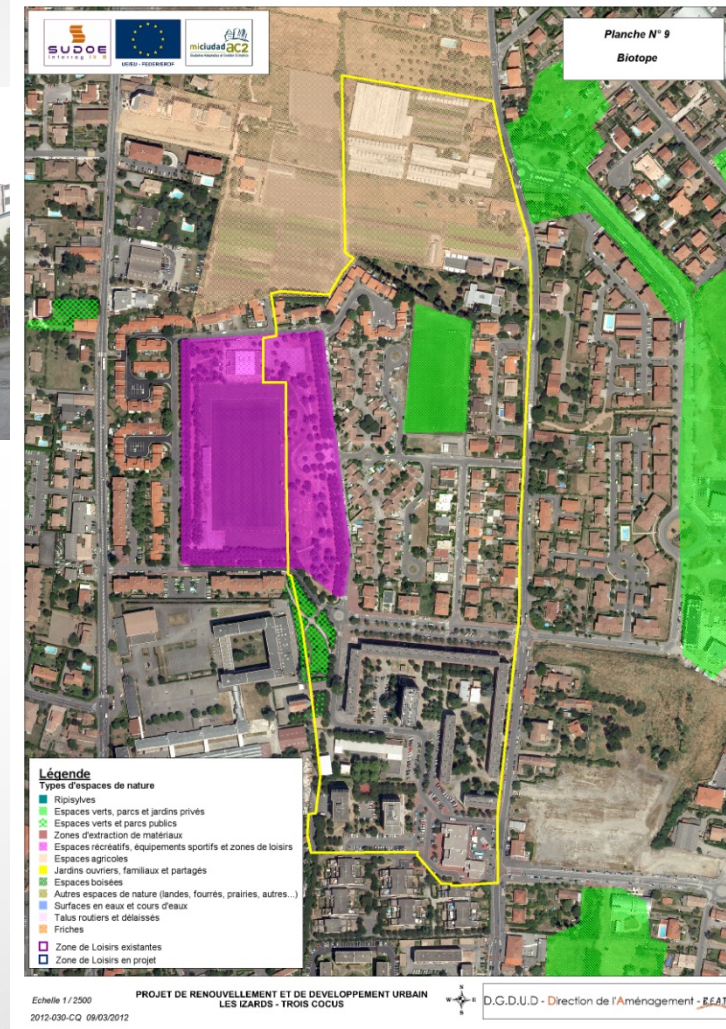 SUDOE
Interreg IV B
UE/EU - FEDER/ERDF
miciudad AC2
Planche N° 9
Biotope
Légende
Types d'espaces de nature
Ripisylves
Espaces verts, parcs et jardins privés
Espaces verts et parcs publics
Zones d'extraction de matériaux
Espaces récréatifs, équipements sportifs et zones de loisirs
Espaces agricoles
Jardins ouvriers, familiaux et partagés
Espaces boisées
Autres espaces de nature (landes, fourrés, prairies, autres...)
Surfaces en eaux et cours d'eaux
Talus routiers et délaissés
Friches
Zone de Loisirs existantes
Zone de Loisirs en projet
Echelle 1 / 2500
2012-030-CQ 09/03/2012
PROJET DE RENOUVELLEMENT ET DE DEVELOPPEMENT URBAIN
LES IZARDS - TROIS COCUS
N
W E
S
D.G.D.U.D - Direction de l'Aménagement -